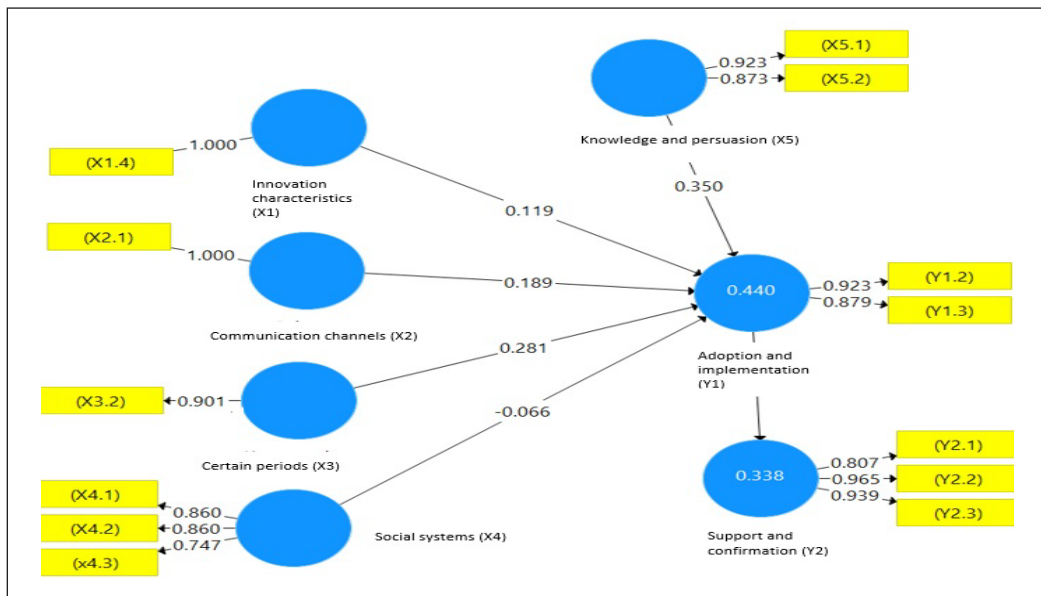 (X5.1)
0.923
0.873
(X5.2)
Knowledge and persuasion (X5)
1.000
(X1.4)
Innovation
characteristics
(X1)
0.350
0.119
(X2.1)
1.000
0.189
Communication channels (X2)
0.440
0.923
(Y1.2)
0.879
(Y1.3)
Adoption and
implementation
(Y1)
0.281
(X3.2)
0.901
Certain periods (X3)
-0.066
(X4.1)
0.860
(X4.2)
0.860
(x4.3)
0.747
Social systems (X4)
0.338
0.807
(Y2.1)
0.965
(Y2.2)
0.939
(Y2.3)
Support and
confirmation (Y2)